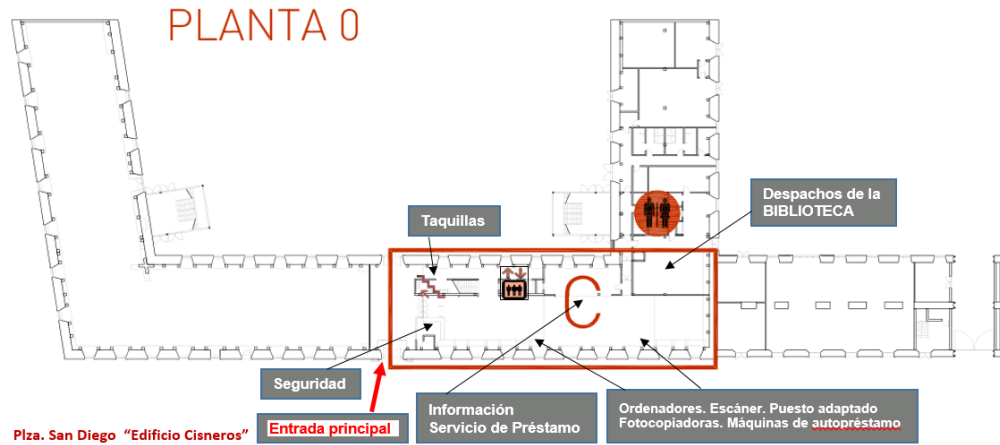 PLANTA 0
Despachos de la
BIBLIOTECA
Taquillas
C
Seguridad
Información
Servicio de Préstamo
Ordenadores. Escáner. Puesto adaptado
Fotocopiadoras. Máquinas de autopréstamo
Entrada principal
Plza. San Diego “Edificio Cisneros”